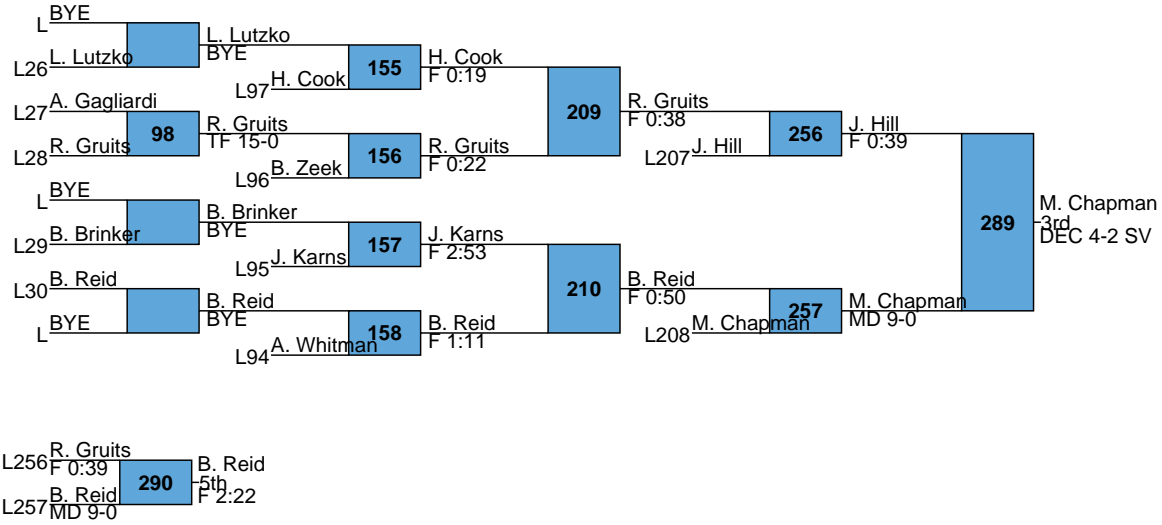 BYE
L
L. Lutzko
L26
L. Lutzko
BYE
H. Cook
L97
155
H. Cook
F 0:19
A. Gagliardi
L27
R. Gruits
L28
98
R. Gruits
TF 15-0
B. Zeek
L96
156
R. Gruits
F 0:22
209
R. Gruits
F 0:38
J. Hill
L207
256
J. Hill
F 0:39
BYE
L
B. Brinker
L29
B. Brinker
BYE
J. Karns
L95
157
J. Karns
F 2:53
B. Reid
L30
BYE
L
B. Reid
BYE
A. Whitman
L94
158
B. Reid
F 1:11
210
B. Reid
F 0:50
M. Chapman
L208
257
M. Chapman
MD 9-0
289
M. Chapman
3rd
DEC 4-2 SV
R. Gruits
L256
F 0:39
B. Reid
L257
MD 9-0
290
B. Reid
5th
F 2:22